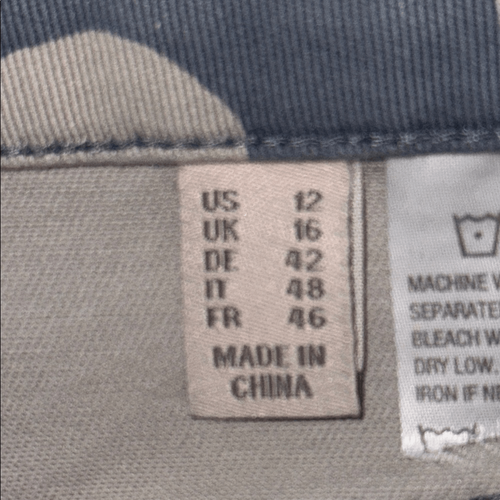 US 12
UK 16
DE 42
IT 48
FR 46
MADE IN
CHINA
MACHINE
SEPARATE
BLEACH
DRY LOW.
IRON IF